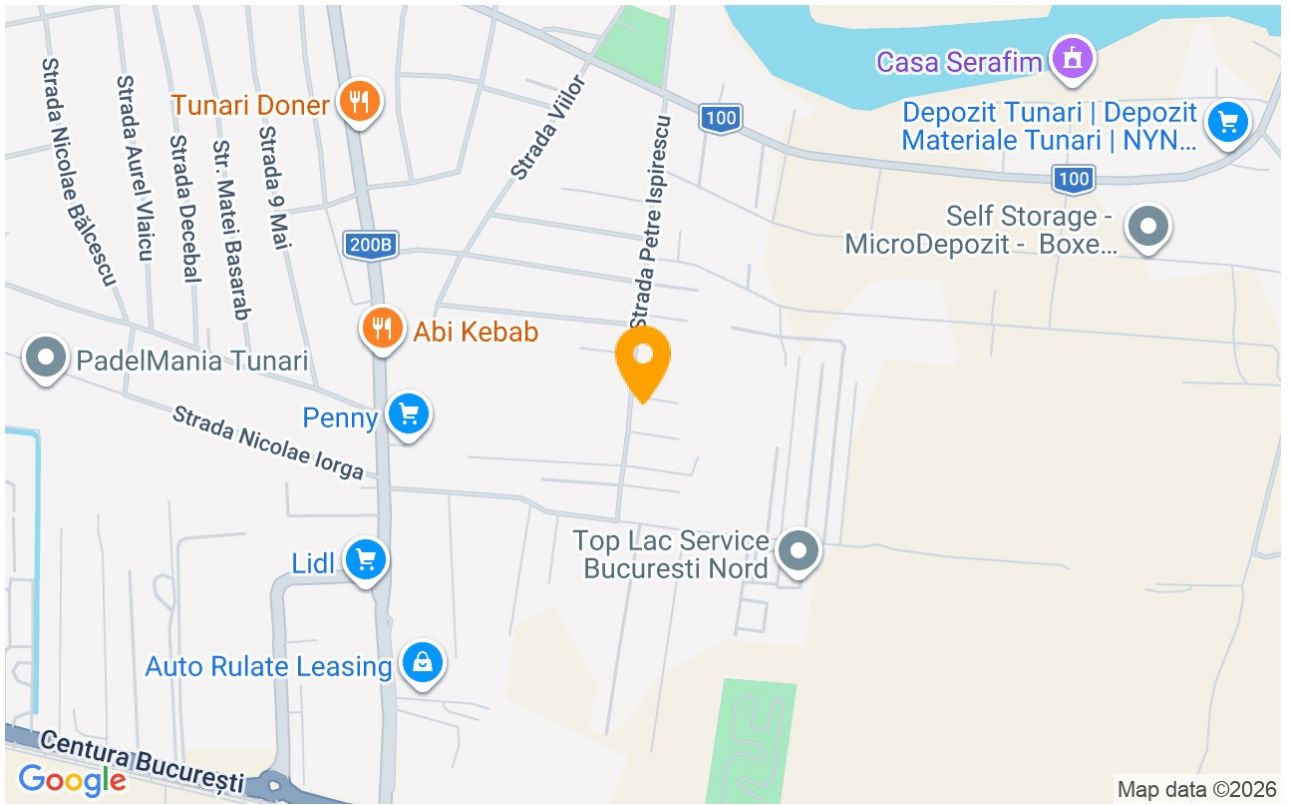 Strada Nicolae Bălcescu
Strada Aurel Vlaicu
Strada Decebal
Str. Matei Basarab
Strada 9 Mai
Tunari Doner
Strada Viilor
Strada Petre Ispirescu
100
Casa Serafim
Depozit Tunari | Depozit
Materiale Tunari | NYN...
100
Self Storage -
MicroDepozit - Boxe...
200B
Abi Kebab
PadelMania Tunari
Penny
Strada Nicolae Iorga
Lidl
Top Lac Service
Bucuresti Nord
Auto Rulate Leasing
Centura București
Google
Map data ©2026